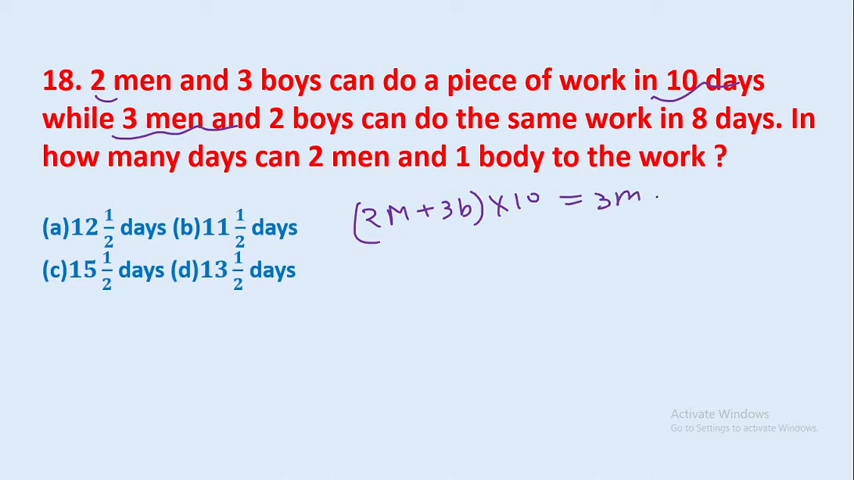 18. 2 men and 3 boys can do a piece of work in 10 days
while 3 men and 2 boys can do the same work in 8 days. In
how many days can 2 men and 1 body to the work ?
(a)12 1/2 days (b)11 1/2 days
(c)15 1/2 days (d)13 1/2 days
(2M+3b)×10 = 3m .
Activate Windows
Go to Settings to activate Windows.